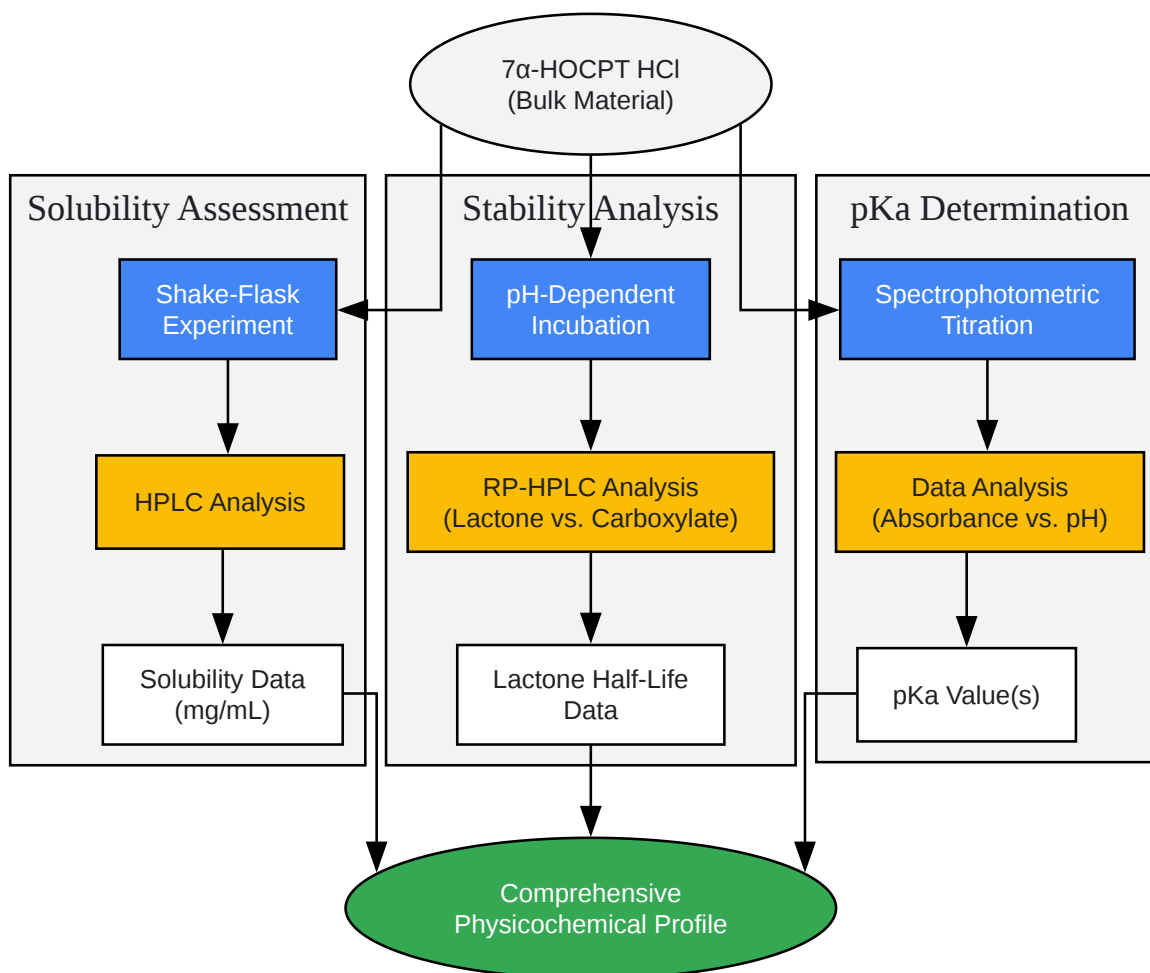 7α-HOCPT HCl
(Bulk Material)
Solubility Assessment
Stability Analysis
pKa Determination
Shake-Flask
Experiment
pH-Dependent
Incubation
Spectrophotometric
Titration
HPLC Analysis
RP-HPLC Analysis
(Lactone vs. Carboxylate)
Data Analysis
(Absorbance vs. pH)
Solubility Data
(mg/mL)
Lactone Half-Life
Data
pKa Value(s)
Comprehensive
Physicochemical Profile